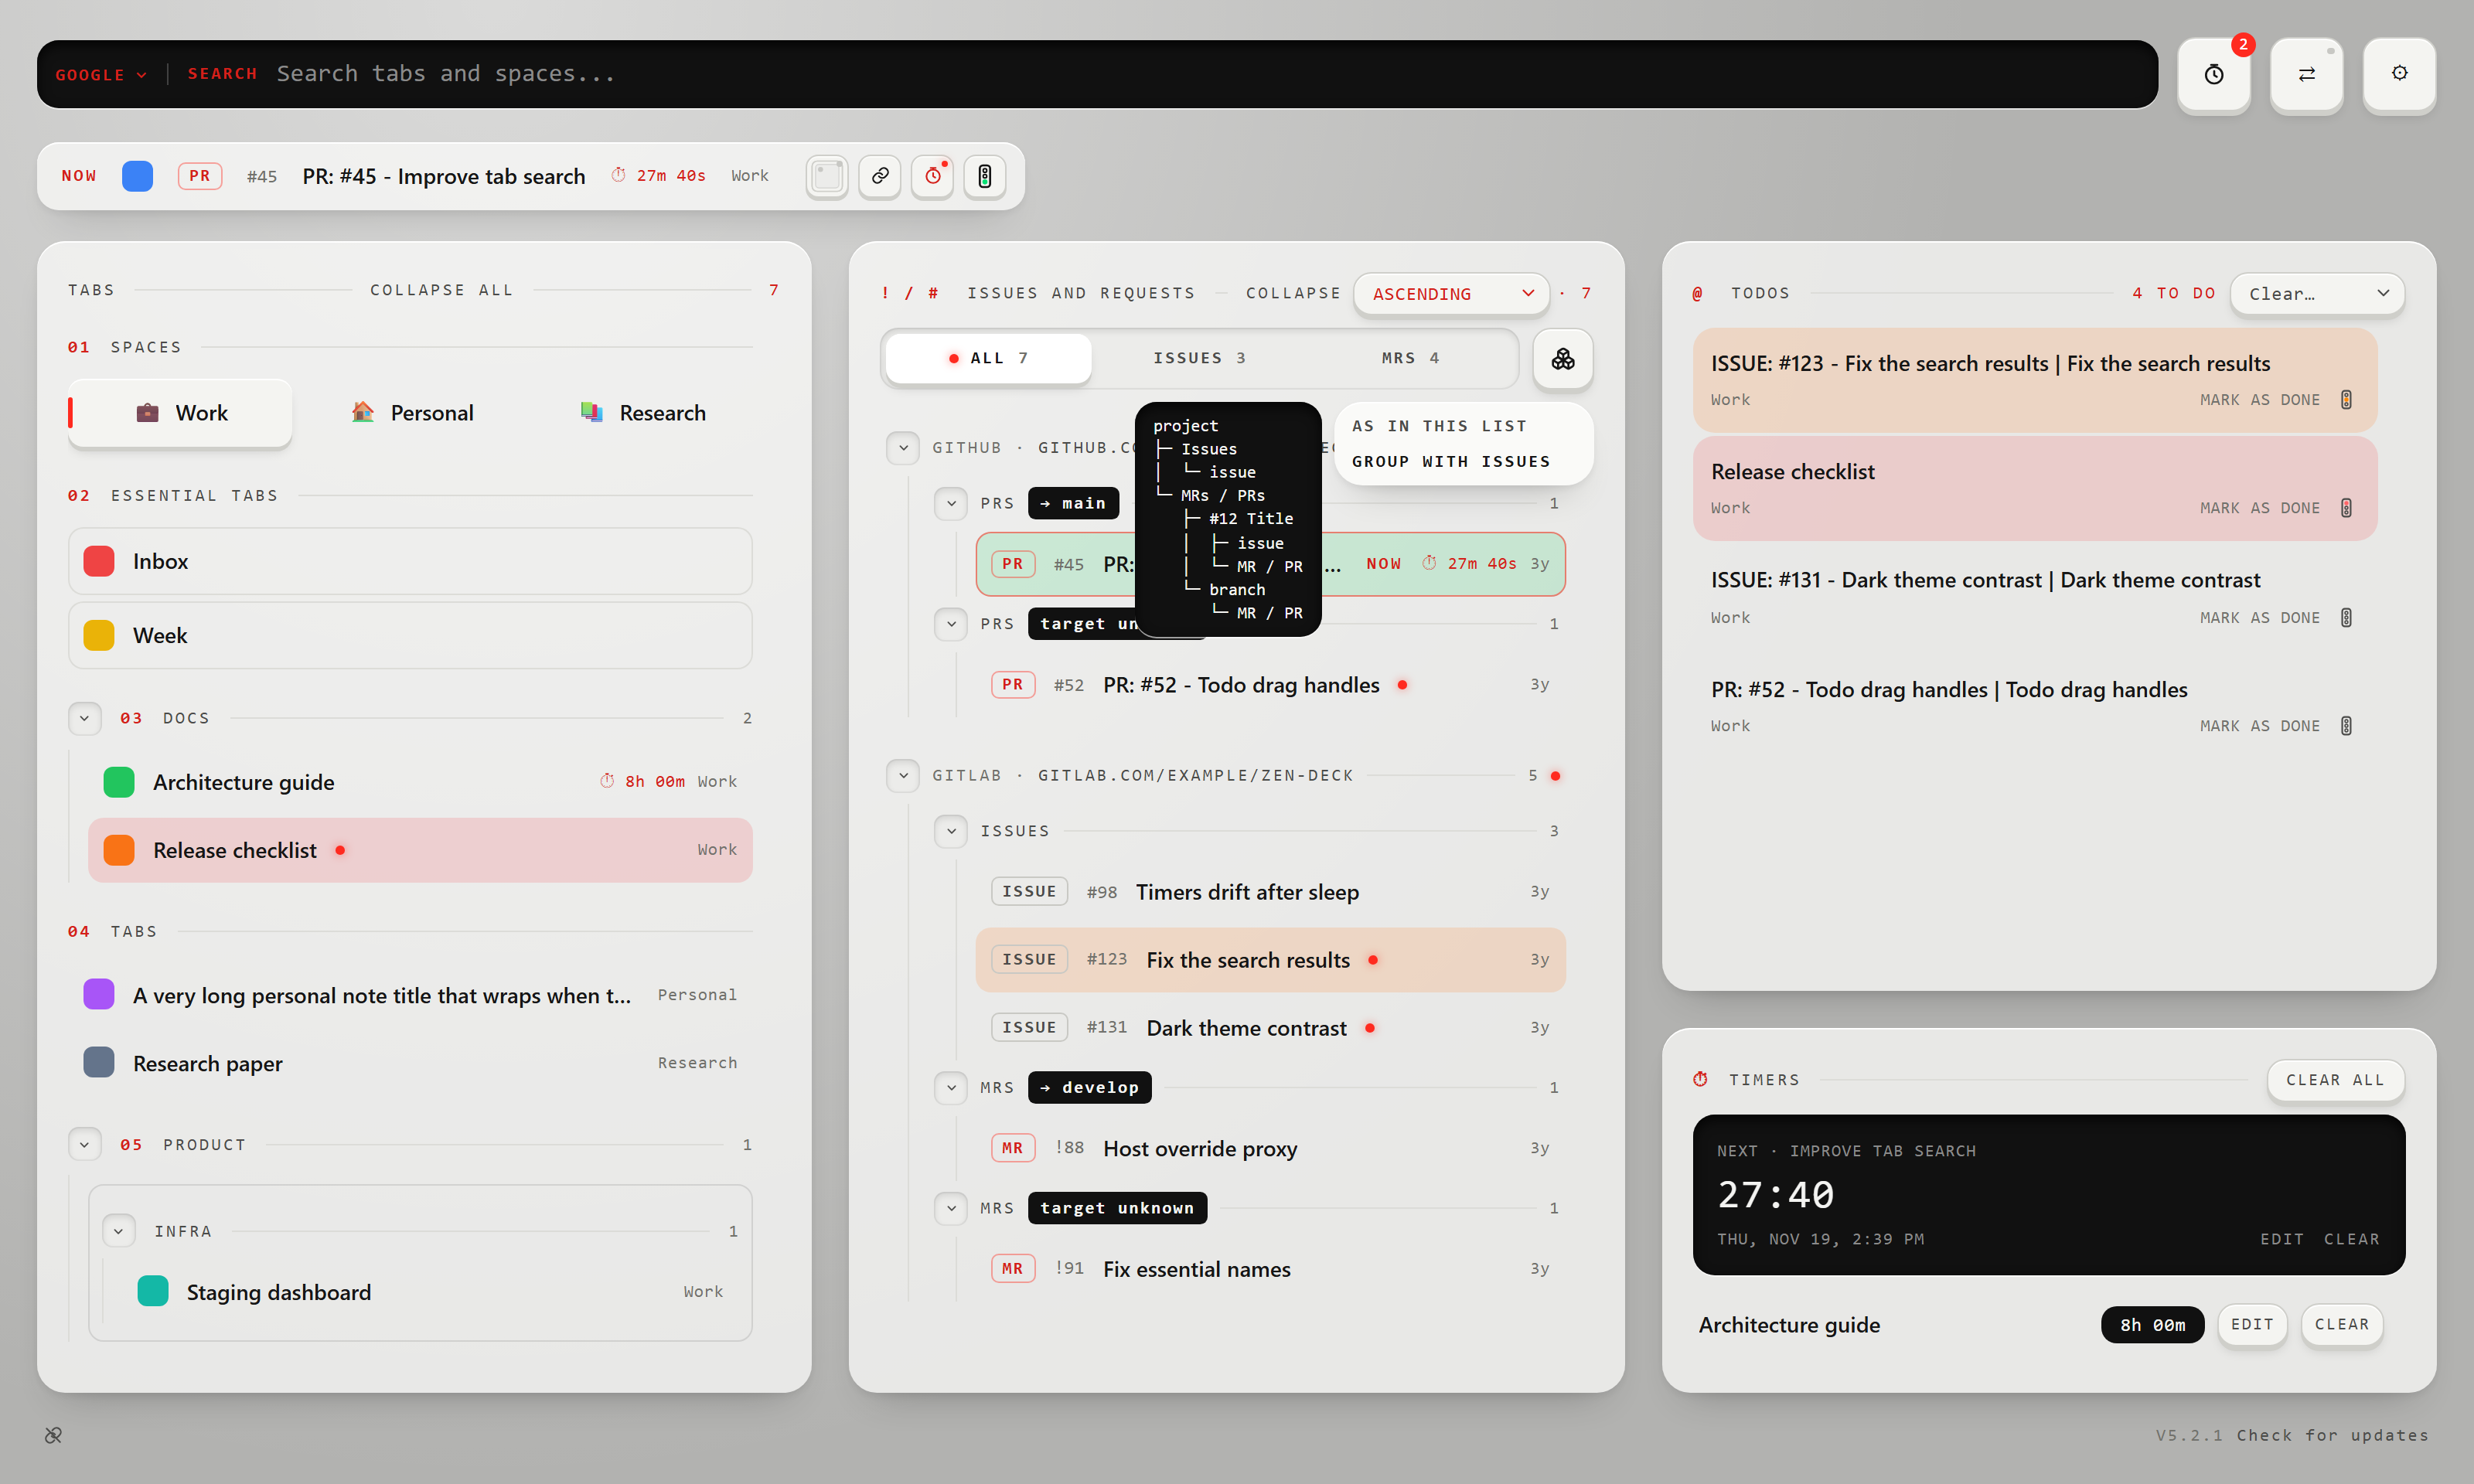 GOOGLE SEARCH Search tabs and spaces...
2
NOW PR #45 PR: #45 - Improve tab search 27m 40s Work
TABS COLLAPSE ALL 7
01 SPACES
Work Personal Research
02 ESSENTIAL TABS
Inbox
Week
03 DOCS 2
Architecture guide 8h 00m Work
Release checklist Work
04 TABS
A very long personal note title that wraps when t... Personal
Research paper Research
05 PRODUCT 1
INFRA 1
Staging dashboard Work
! / # ISSUES AND REQUESTS COLLAPSE ASCENDING · 7
ALL 7 ISSUES 3 MRS 4
AS IN THIS LIST
GROUP WITH ISSUES
project
├─ Issues
│  └─ issue
└─ MRs / PRs
   ├─ #12 Title
   │  ├─ issue
   │  └─ MR / PR
   └─ branch
      └─ MR / PR
GITHUB ·
PRS → main 1
PR #45 PR: ... NOW 27m 40s 3y
PRS target 1
PR #52 PR: #52 - Todo drag handles 3y
GITLAB · GITLAB.COM/EXAMPLE/ZEN-DECK 5
ISSUES 3
ISSUE #98 Timers drift after sleep 3y
ISSUE #123 Fix the search results 3y
ISSUE #131 Dark theme contrast 3y
MRS → develop 1
MR !88 Host override proxy 3y
MRS target unknown 1
MR !91 Fix essential names 3y
@ TODOS 4 TO DO Clear…
ISSUE: #123 - Fix the search results | Fix the search results
Work MARK AS DONE
Release checklist
Work MARK AS DONE
ISSUE: #131 - Dark theme contrast | Dark theme contrast
Work MARK AS DONE
PR: #52 - Todo drag handles | Todo drag handles
Work MARK AS DONE
TIMERS CLEAR ALL
NEXT · IMPROVE TAB SEARCH
27:40
THU, NOV 19, 2:39 PM EDIT CLEAR
Architecture guide 8h 00m EDIT CLEAR
V5.2.1 Check for updates